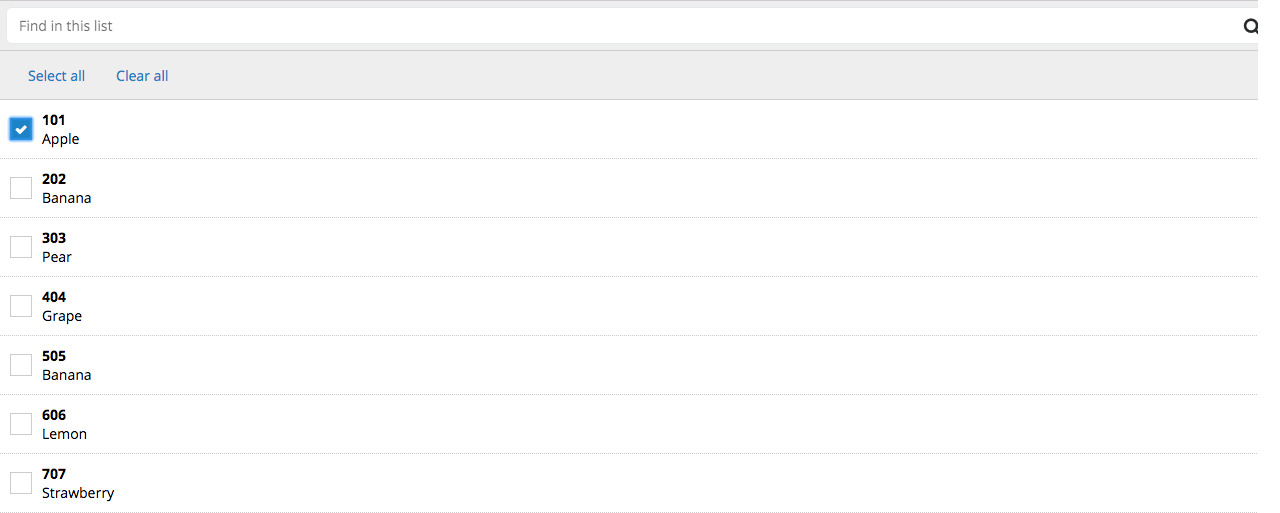 Find in this list
Select all Clear all
101
Apple
202
Banana
303
Pear
404
Grape
505
Banana
606
Lemon
707
Strawberry